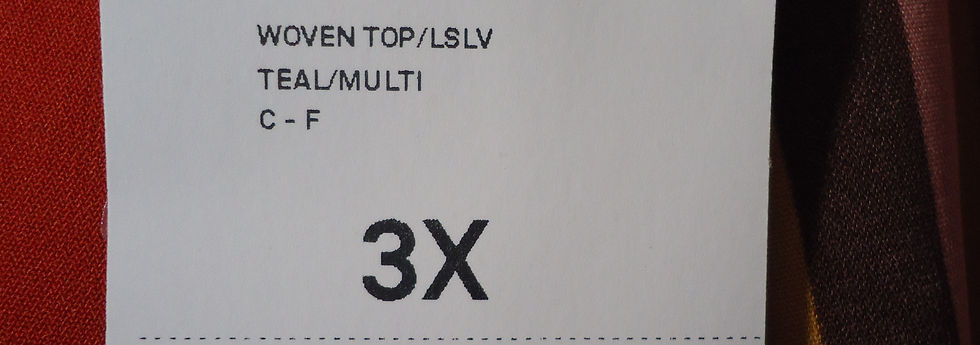 WOVEN TOP/LSLV
TEAL/MULTI
C - F
3X